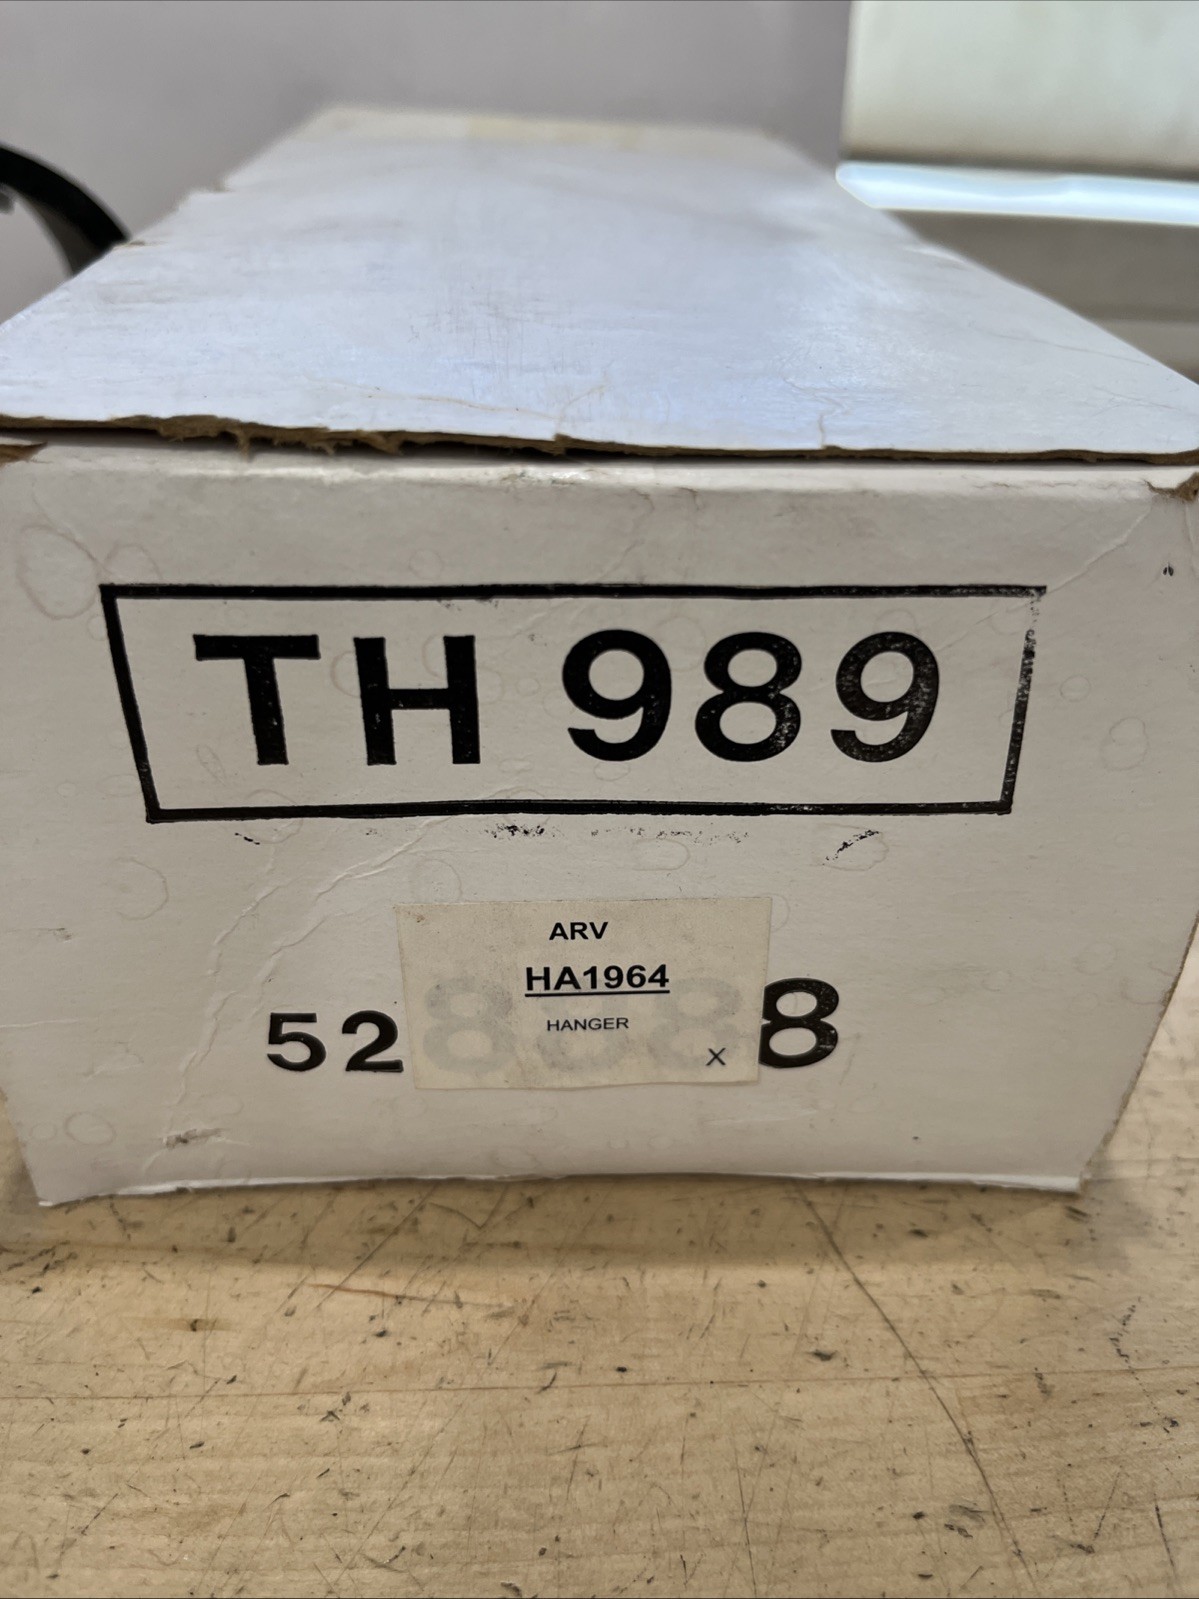 TH 989
ARV
HA1964
HANGER
X
52 8